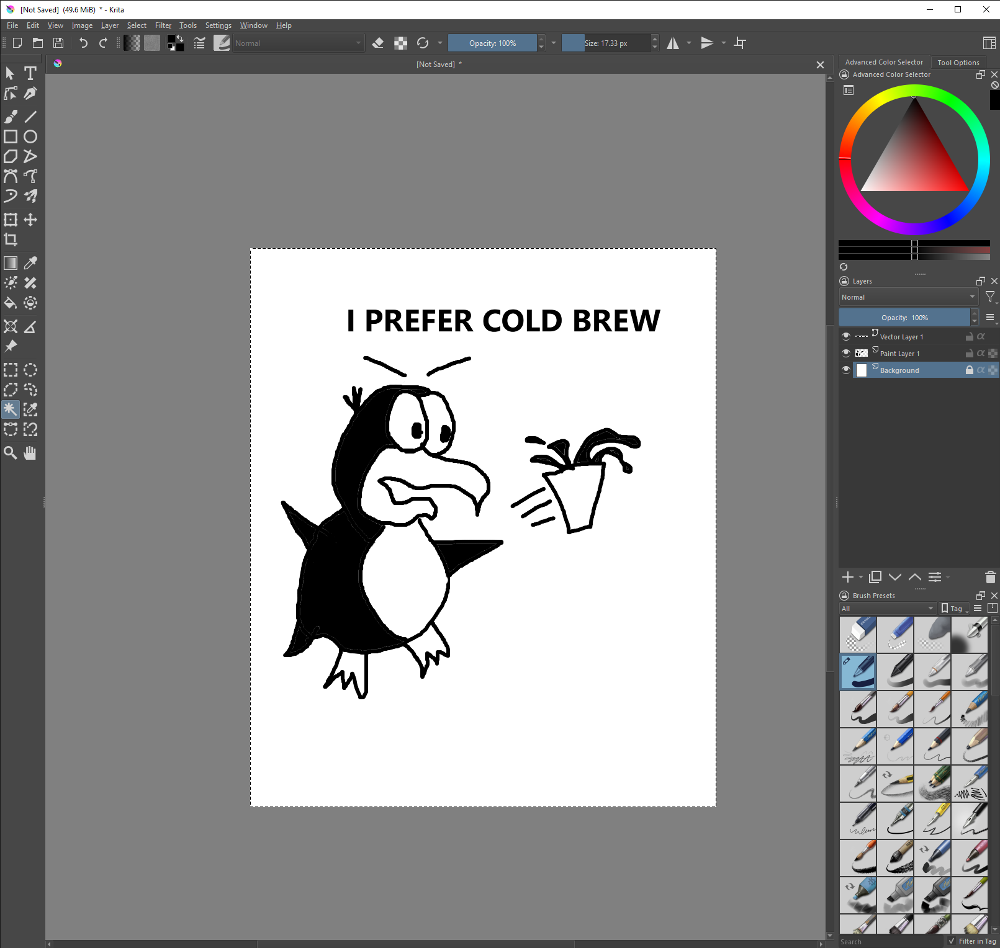 [Not Saved]  (49.6 MiB)  * - Krita
File Edit View Image Layer Select Filter Tools Settings Window Help
Normal Opacity: 100% Size: 17.33 px
[Not Saved]  *
Advanced Color Selector Tool Options
Advanced Color Selector
I PREFER COLD BREW
Layers
Normal
Opacity:  100%
Vector Layer 1
Paint Layer 1
Background
Brush Presets
All Tag
Search Filter in Tag